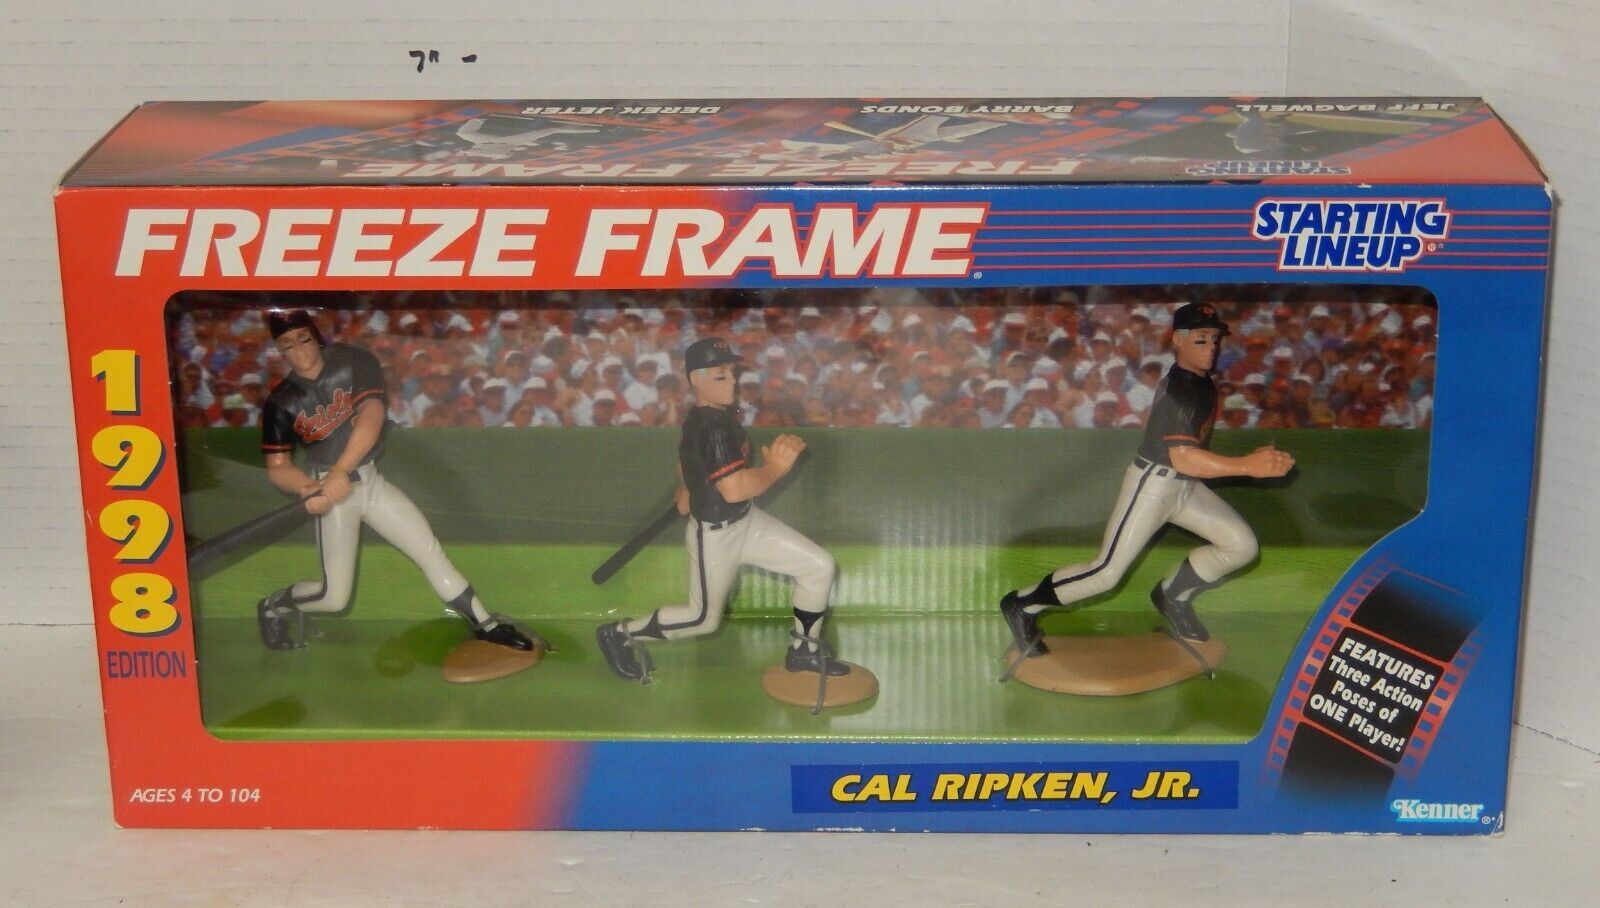 7" -
DEREK JETER
BARRY BONDS
JEFF BAGWELL
FREEZE FRAME
STARTING
LINEUP
FREEZE FRAME®
STARTING
LINEUP®
1998
EDITION
Orioles
FEATURES
Three Action
Poses of
ONE Player!
CAL RIPKEN, JR.
AGES 4 TO 104
Kenner®